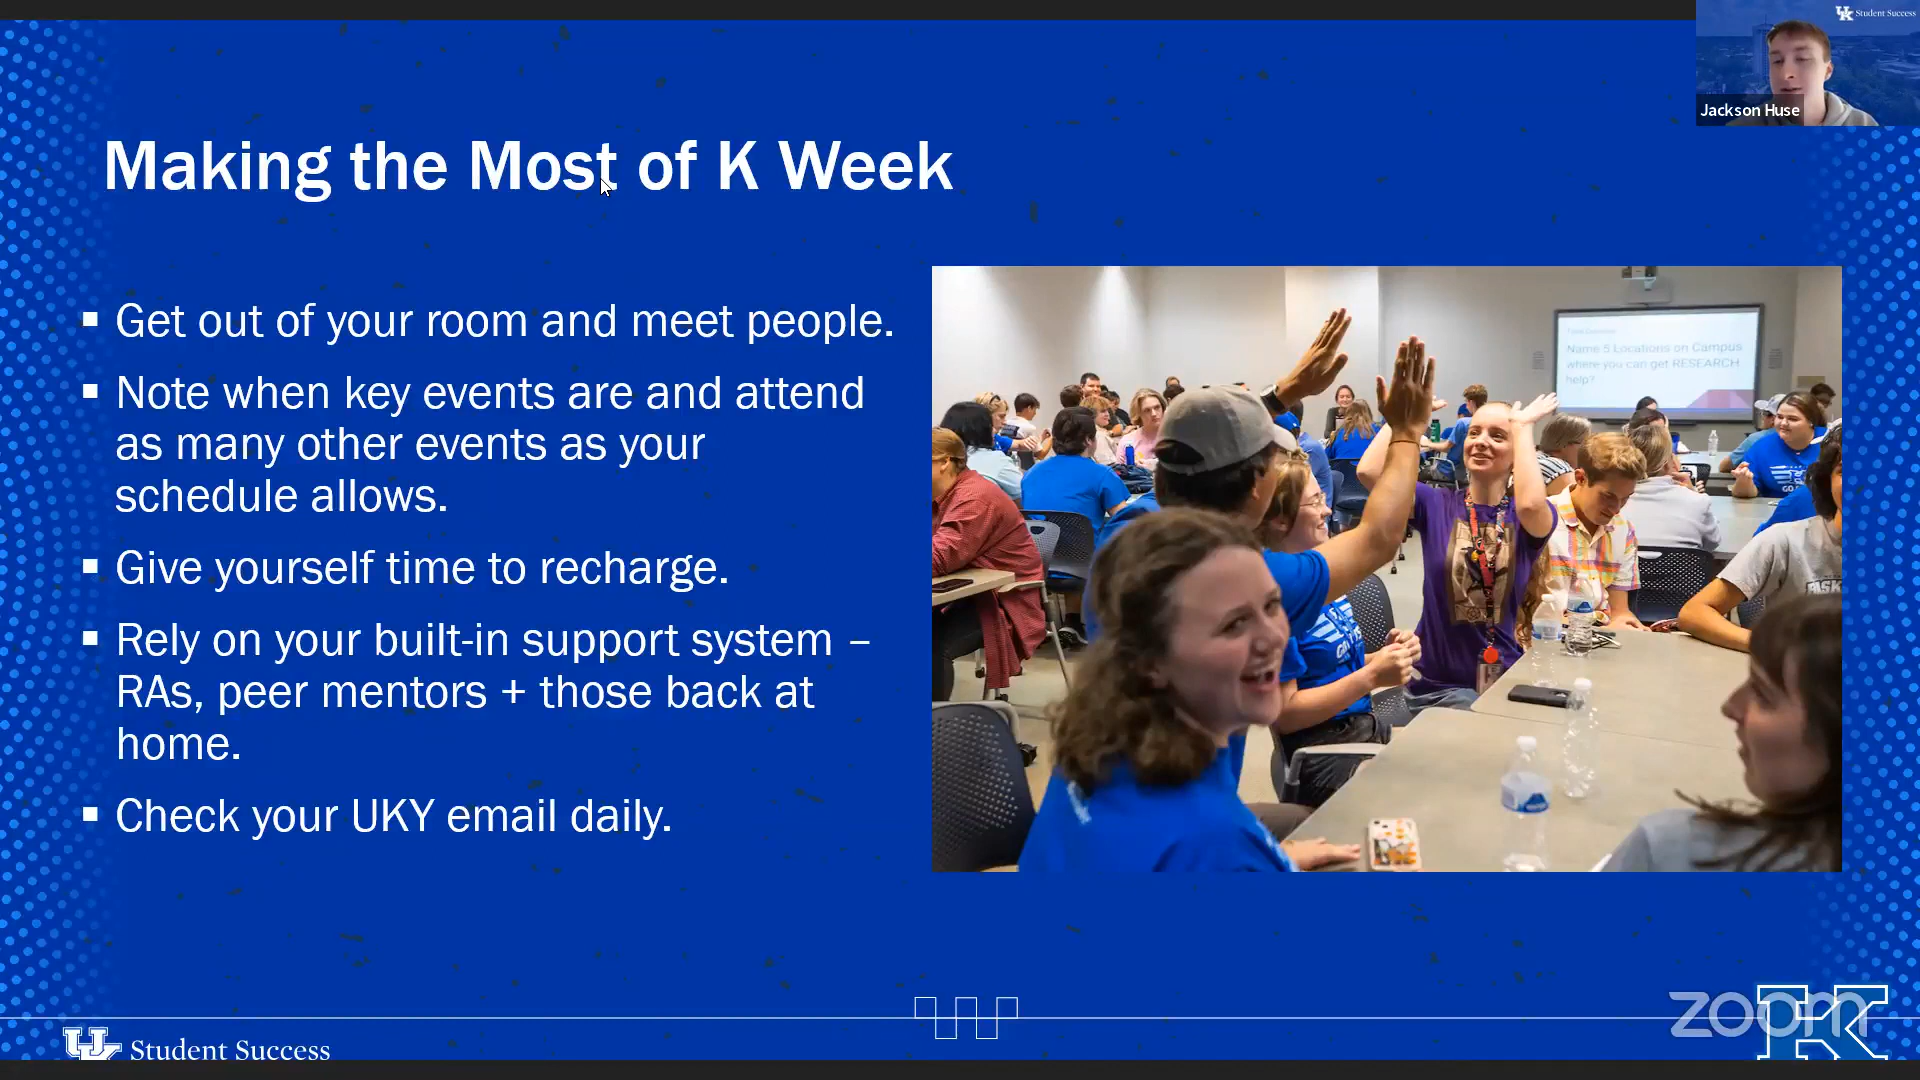 Student Success
Jackson Huse
Making the Most of K Week
▪ Get out of your room and meet people.
▪ Note when key events are and attend
as many other events as your
schedule allows.
▪ Give yourself time to recharge.
▪ Rely on your built-in support system –
RAs, peer mentors + those back at
home.
▪ Check your UKY email daily.
Name 5 Locations on Campus
where you can get RESEARCH
help?
UK Student Success
zoom
K